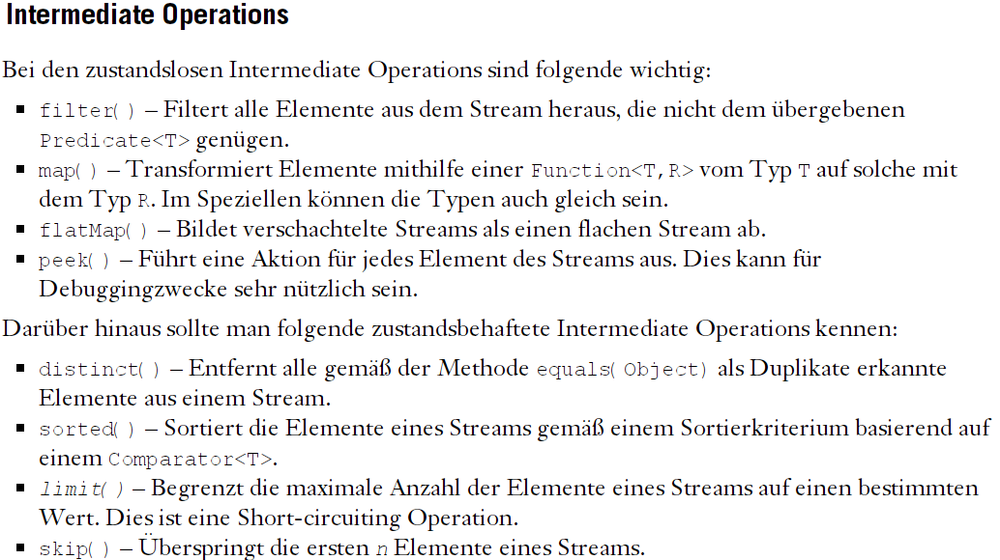 Intermediate Operations
Bei den zustandslosen Intermediate Operations sind folgende wichtig:
▪ filter() – Filtert alle Elemente aus dem Stream heraus, die nicht dem übergebenen
Predicate<T> genügen.
▪ map() – Transformiert Elemente mithilfe einer Function<T,R> vom Typ T auf solche mit
dem Typ R. Im Speziellen können die Typen auch gleich sein.
▪ flatMap() – Bildet verschachtelte Streams als einen flachen Stream ab.
▪ peek() – Führt eine Aktion für jedes Element des Streams aus. Dies kann für
Debuggingzwecke sehr nützlich sein.
Darüber hinaus sollte man folgende zustandsbehaftete Intermediate Operations kennen:
▪ distinct() – Entfernt alle gemäß der Methode equals(Object) als Duplikate erkannte
Elemente aus einem Stream.
▪ sorted() – Sortiert die Elemente eines Streams gemäß einem Sortierkriterium basierend auf
einem Comparator<T>.
▪ limit() – Begrenzt die maximale Anzahl der Elemente eines Streams auf einen bestimmten
Wert. Dies ist eine Short-circuiting Operation.
▪ skip() – Überspringt die ersten n Elemente eines Streams.